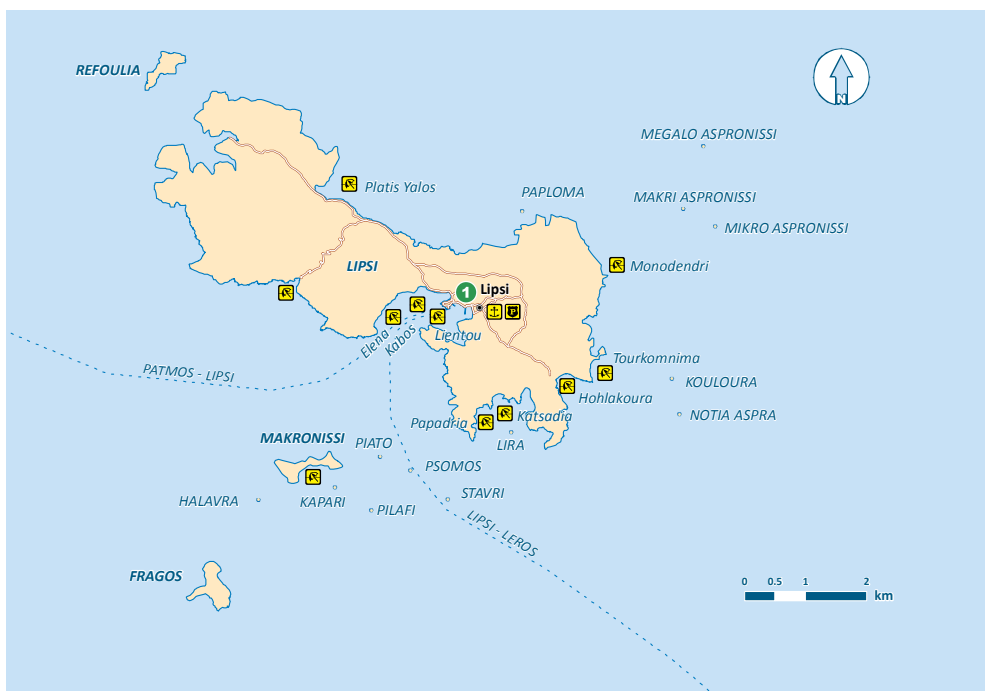 REFOULIA
N
MEGALO ASPRONISSI
Platis Yalos
PAPLOMA
MAKRI ASPRONISSI
MIKRO ASPRONISSI
LIPSI
Monodendri
1
Lipsi
P
Elena
Kabos
Lientou
Tourkomnima
PATMOS - LIPSI
KOULOURA
Hohlakoura
NOTIA ASPRA
Papadria
Katsadia
MAKRONISSI
PIATO
LIRA
PSOMOS
HALAVRA
KAPARI
STAVRI
PILAFI
LIPSI - LEROS
FRAGOS
0 0.5 1 2
km